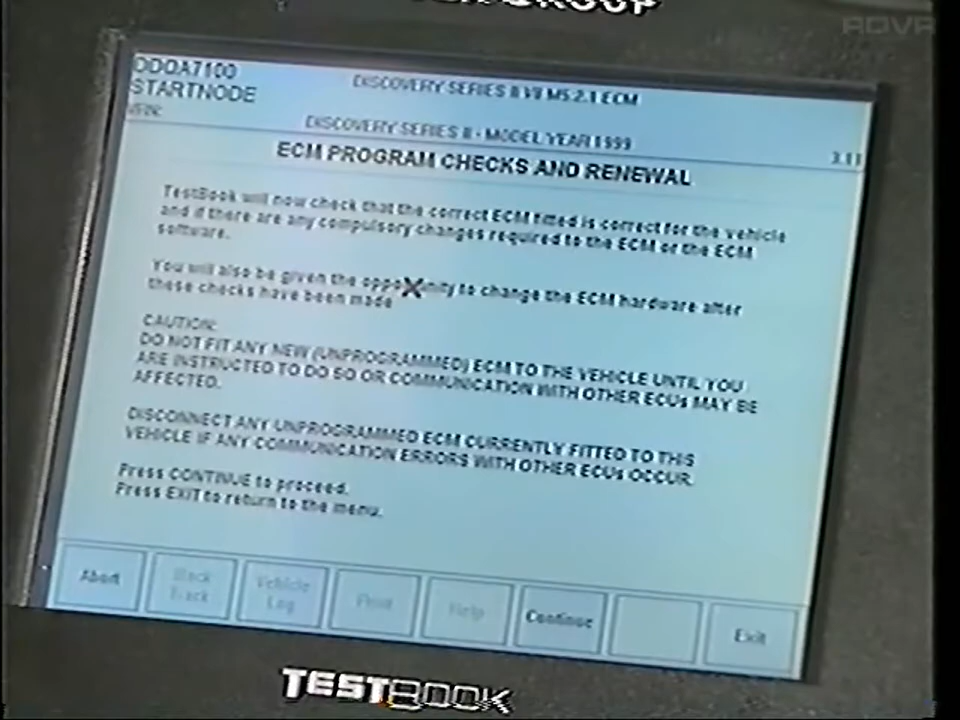 DDOA7100
STARTNODE
DISCOVERY SERIES II V8 M5.2.1 ECM
VIN:
DISCOVERY SERIES II - MODEL YEAR 1999
3.11
ECM PROGRAM CHECKS AND RENEWAL
TestBook will now check that the correct ECM fitted is correct for the vehicle
and if there are any compulsory changes required to the ECM or the ECM
software.
You will also be given the opportunity to change the ECM hardware after
these checks have been made
CAUTION:
DO NOT FIT ANY NEW (UNPROGRAMMED) ECM TO THE VEHICLE UNTIL YOU
ARE INSTRUCTED TO DO SO OR COMMUNICATION WITH OTHER ECUs MAY BE
AFFECTED.
DISCONNECT ANY UNPROGRAMMED ECM CURRENTLY FITTED TO THIS
VEHICLE IF ANY COMMUNICATION ERRORS WITH OTHER ECUs OCCUR.
Press CONTINUE to proceed.
Press EXIT to return to the menu.
Abort
Back
Track
Vehicle
Log
Print
Help
Continue
Exit
TESTBOOK